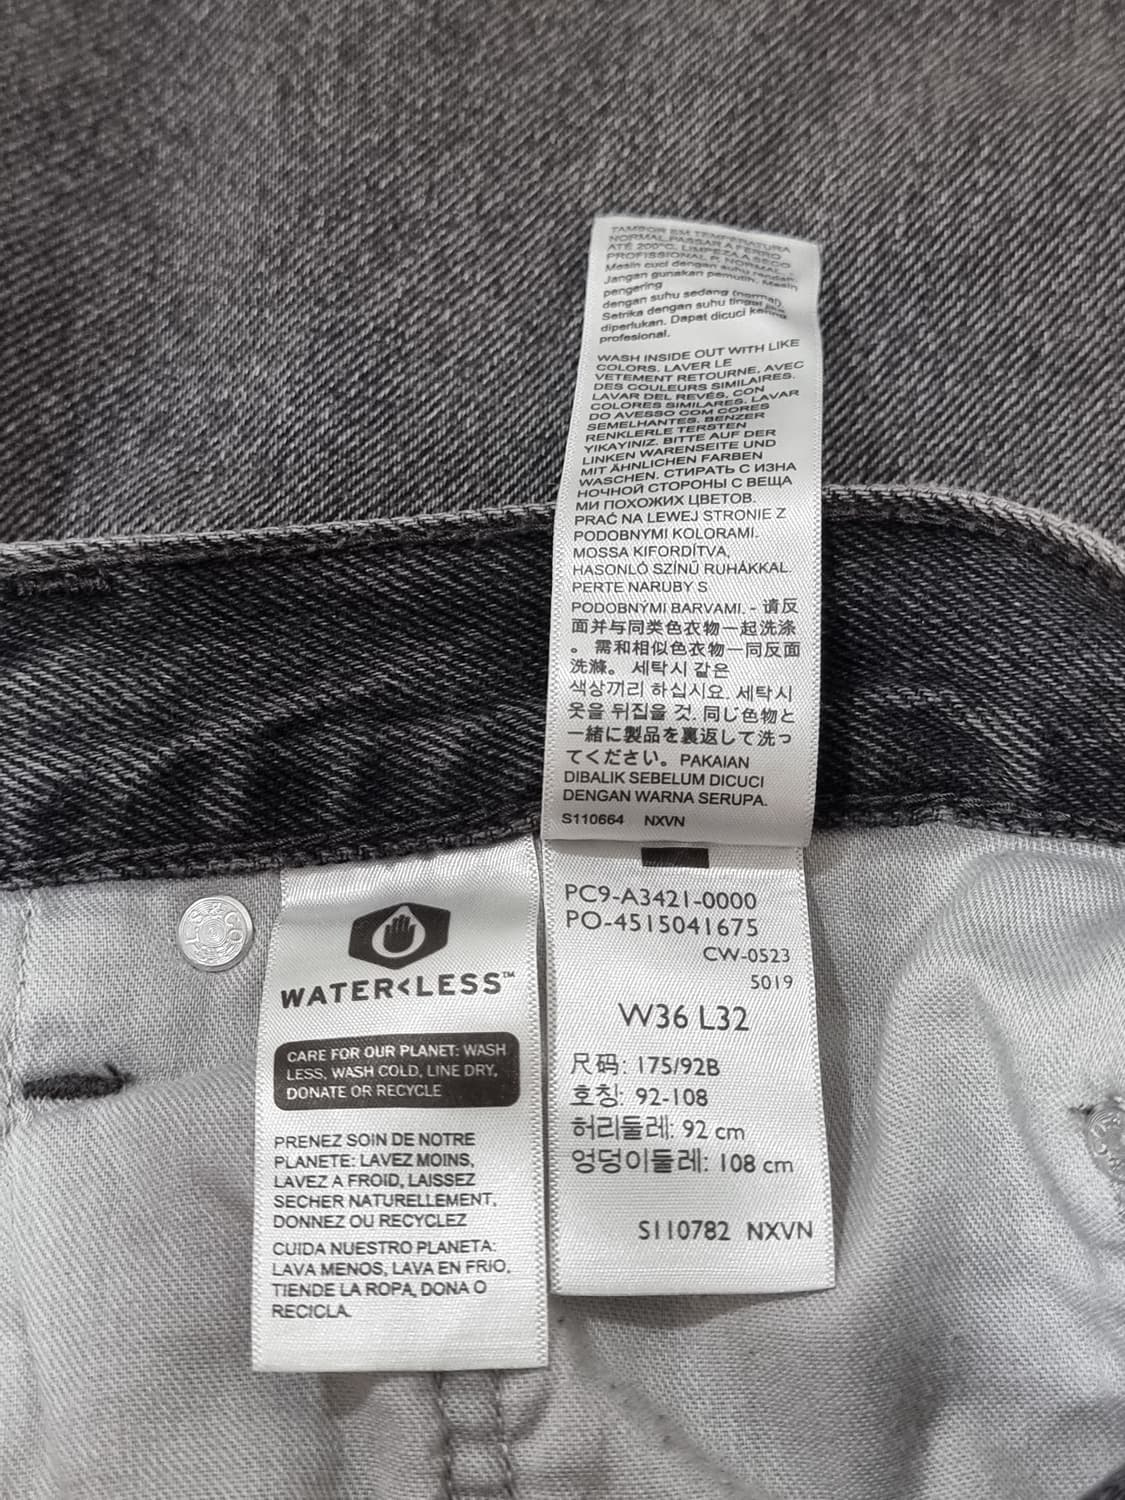 TAMBOR EM TEMPERATURA
NORMAL.PASSAR A FERRO
ATÉ 200°C. LIMPEZA A SECO
PROFISSIONAL P, NORMAL...
Mesin cuci dengan suhu rendah.
Jangan gunakan pemutih. Mesin
pengering
dengan suhu sedang (normal).
Setrika dengan suhu tinggi jika
diperlukan. Dapat dicuci kering
profesional.
WASH INSIDE OUT WITH LIKE
COLORS. LAVER LE
VETEMENT RETOURNE, AVEC
DES COULEURS SIMILAIRES.
LAVAR DEL REVÉS, CON
COLORES SIMILARES. LAVAR
DO AVESSO COM CORES
SEMELHANTES. BENZER
RENKLERLE TERSTEN
YIKAYINIZ. BITTE AUF DER
LINKEN WARENSEITE UND
MIT ÄHNLICHEN FARBEN
WASCHEN. СТИРАТЬ С ИЗНА
НОЧНОЙ СТОРОНЫ С ВЕЩА
МИ ПОХОЖИХ ЦВЕТОВ.
PRAĆ NA LEWEJ STRONIE Z
PODOBNYMI KOLORAMI.
MOSSA KIFORDÍTVA,
HASONLÓ SZÍNŰ RUHÁKKAL.
PERTE NARUBY S
PODOBNÝMI BARVAMI. - 请反
面并与同类色衣物一起洗涤
。需和相似色衣物一同反面
洗滌。 세탁시 같은
색상끼리 하십시요. 세탁시
옷을 뒤집을 것. 同じ色物と
一緒に製品を裏返して洗っ
てください。PAKAIAN
DIBALIK SEBELUM DICUCI
DENGAN WARNA SERUPA.
S110664 NXVN
PC9-A3421-0000
PO-4515041675
CW-0523
5019
W36 L32
尺码: 175/92B
호칭: 92-108
허리둘레: 92 cm
엉덩이둘레: 108 cm
S110782 NXVN
WATER<LESS™
CARE FOR OUR PLANET: WASH
LESS, WASH COLD, LINE DRY,
DONATE OR RECYCLE
PRENEZ SOIN DE NOTRE
PLANETE: LAVEZ MOINS,
LAVEZ A FROID, LAISSEZ
SECHER NATURELLEMENT,
DONNEZ OU RECYCLEZ
CUIDA NUESTRO PLANETA:
LAVA MENOS, LAVA EN FRIO,
TIENDE LA ROPA, DONA O
RECICLA.